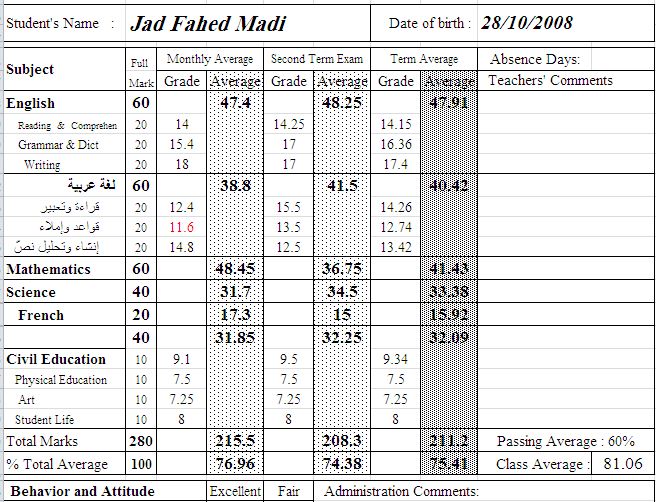 Student's Name : Jad Fahed Madi Date of birth : 28/10/2008
Subject Full Mark Monthly Average Second Term Exam Term Average Absence Days:
Grade Average Grade Average Grade Average Teachers' Comments
English 60 47.4 48.25 47.91
Reading & Comprehen 20 14 14.25 14.15
Grammar & Dict 20 15.4 17 16.36
Writing 20 18 17 17.4
لغة عربية 60 38.8 41.5 40.42
قراءة وتعبير 20 12.4 15.5 14.26
قواعد وإملاء 20 11.6 13.5 12.74
إنشاء وتحليل نصّ 20 14.8 12.5 13.42
Mathematics 60 48.45 36.75 41.43
Science 40 31.7 34.5 33.38
French 20 17.3 15 15.92
40 31.85 32.25 32.09
Civil Education 10 9.1 9.5 9.34
Physical Education 10 7.5 7.5 7.5
Art 10 7.25 7.25 7.25
Student Life 10 8 8 8
Total Marks 280 215.5 208.3 211.2 Passing Average : 60%
% Total Average 100 76.96 74.38 75.41 Class Average : 81.06
Behavior and Attitude Excellent Fair Administration Comments: